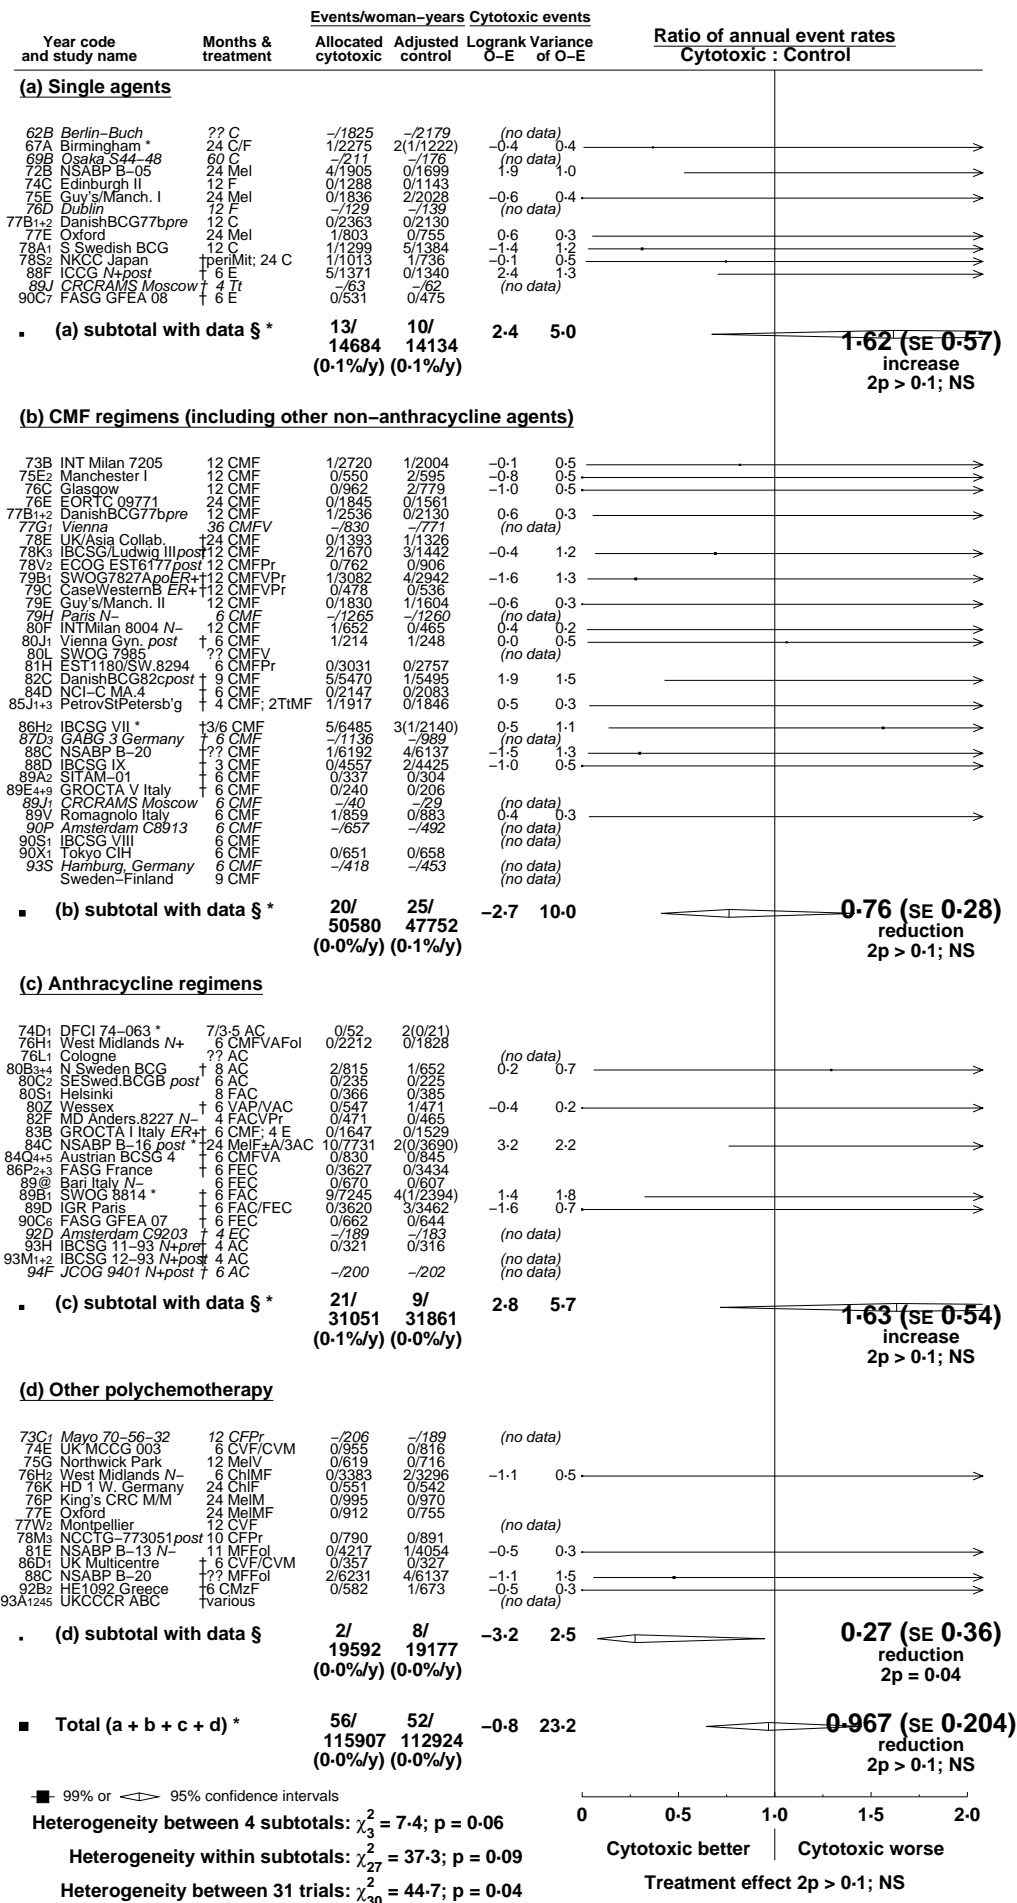 Events/woman–years Cytotoxic events
Year code and study name Months & treatment Allocated cytotoxic Adjusted control Logrank O–E Variance of O–E Ratio of annual event rates Cytotoxic : Control
(a) Single agents
62B Berlin–Buch ?? C –/1825 –/2179 (no data)
67A Birmingham * 24 C/F 1/2275 2(1/1222) –0·4 0·4
69B Osaka S44–48 60 C –/211 –/176 (no data)
72B NSABP B–05 24 Mel 4/1905 0/1699 1·9 1·0
74C Edinburgh II 12 F 0/1288 0/1143
75E Guy's/Manch. I 24 Mel 0/1836 2/2028 –0·6 0·4
76D Dublin 12 F –/129 –/139 (no data)
77B1+2 DanishBCG77bpre 12 C 0/2363 0/2130
77E Oxford 24 Mel 1/803 0/755 0·6 0·3
78A1 S Swedish BCG 12 C 1/1299 5/1384 –1·4 1·2
78S2 NKCC Japan †periMit; 24 C 1/1013 1/736 –0·1 0·5
88F ICCG N+post † 6 E 5/1371 0/1340 2·4 1·3
89J CRCRAMS Moscow † 4 Tt –/63 –/62 (no data)
90C7 FASG GFEA 08 † 6 E 0/531 0/475
(a) subtotal with data § * 13/ 14684 (0·1%/y) 10/ 14134 (0·1%/y) 2·4 5·0 1·62 (SE 0·57)
increase
2p > 0·1; NS
(b) CMF regimens (including other non–anthracycline agents)
73B INT Milan 7205 12 CMF 1/2720 1/2004 –0·1 0·5
75E2 Manchester I 12 CMF 0/550 2/595 –0·8 0·5
76C Glasgow 12 CMF 0/962 2/779 –1·0 0·5
76E EORTC 09771 24 CMF 0/1845 0/1561
77B1+2 DanishBCG77bpre 12 CMF 1/2536 0/2130 0·6 0·3
77G1 Vienna 36 CMFV –/830 –/771 (no data)
78E UK/Asia Collab. †24 CMF 0/1393 1/1326
78K3 IBCSG/Ludwig IIIpost †12 CMF 2/1670 3/1442 –0·4 1·2
78V2 ECOG EST6177post 12 CMFPr 0/762 0/906
79B1 SWOG7827ApoER+ †12 CMFVPr 1/3082 4/2942 –1·6 1·3
79C CaseWesternB ER+ †12 CMFVPr 0/478 0/536
79E Guy's/Manch. II 12 CMF 0/1830 1/1604 –0·6 0·3
79H Paris N– 6 CMF –/1265 –/1260 (no data)
80F INTMilan 8004 N– 12 CMF 1/652 0/465 0·4 0·2
80J1 Vienna Gyn. post † 6 CMF 1/214 1/248 0·0 0·5
80L SWOG 7985 ?? CMFV (no data)
81H EST1180/SW.8294 6 CMFPr 0/3031 0/2757
82C DanishBCG82cpost † 9 CMF 5/5470 1/5495 1·9 1·5
84D NCI–C MA.4 † 6 CMF 0/2147 0/2083
85J1+3 PetrovStPetersb'g † 4 CMF; 2TtMF 1/1917 0/1846 0·5 0·3
86H2 IBCSG VII * †3/6 CMF 5/6485 3(1/2140) 0·5 1·1
87D3 GABG 3 Germany † 6 CMF –/1136 –/989 (no data)
88C NSABP B–20 †?? CMF 1/6192 4/6137 –1·5 1·3
88D IBCSG IX † 3 CMF 0/4557 2/4425 –1·0 0·5
89A2 SITAM–01 † 6 CMF 0/337 0/304
89E4+9 GROCTA V Italy † 6 CMF 0/240 0/206
89J1 CRCRAMS Moscow 6 CMF –/40 –/29 (no data)
89V Romagnolo Italy 6 CMF 1/859 0/883 0·4 0·3
90P Amsterdam C8913 6 CMF –/657 –/492 (no data)
90S1 IBCSG VIII 6 CMF (no data)
90X1 Tokyo CIH 6 CMF 0/651 0/658
93S Hamburg, Germany 6 CMF –/418 –/453 (no data)
Sweden–Finland 9 CMF (no data)
(b) subtotal with data § * 20/ 50580 (0·0%/y) 25/ 47752 (0·1%/y) –2·7 10·0 0·76 (SE 0·28)
reduction
2p > 0·1; NS
(c) Anthracycline regimens
74D1 DFCI 74–063 * 7/3·5 AC 0/52 2(0/21)
76H1 West Midlands N+ 6 CMFVAFol 0/2212 0/1828
76L1 Cologne ?? AC (no data)
80B3+4 N Sweden BCG † 8 AC 2/815 1/652 0·2 0·7
80C2 SESwed.BCGB post 6 AC 0/235 0/225
80S1 Helsinki 8 FAC 0/366 0/385
80Z Wessex † 6 VAP/VAC 0/547 1/471 –0·4 0·2
82F MD Anders.8227 N– 4 FACVPr 0/471 0/465
83B GROCTA I Italy ER+ † 6 CMF; 4 E 0/1647 0/1529
84C NSABP B–16 post * †24 MelF±A/3AC 10/7731 2(0/3690) 3·2 2·2
84Q4+5 Austrian BCSG 4 † 6 CMFVA 0/830 0/845
86P2+3 FASG France † 6 FEC 0/3627 0/3434
89@ Bari Italy N– 6 FEC 0/670 0/607
89B1 SWOG 8814 * † 6 FAC 9/7245 4(1/2394) 1·4 1·8
89D IGR Paris † 6 FAC/FEC 0/3620 3/3462 –1·6 0·7
90C6 FASG GFEA 07 † 6 FEC 0/662 0/644
92D Amsterdam C9203 † 4 EC –/189 –/183 (no data)
93H IBCSG 11–93 N+pre † 4 AC 0/321 0/316
93M1+2 IBCSG 12–93 N+post † 4 AC (no data)
94F JCOG 9401 N+post † 6 AC –/200 –/202 (no data)
(c) subtotal with data § * 21/ 31051 (0·1%/y) 9/ 31861 (0·0%/y) 2·8 5·7 1·63 (SE 0·54)
increase
2p > 0·1; NS
(d) Other polychemotherapy
73C1 Mayo 70–56–32 12 CFPr –/206 –/189 (no data)
74E UK MCCG 003 6 CVF/CVM 0/955 0/816
75G Northwick Park 12 MelV 0/619 0/716
76H2 West Midlands N– 6 ChlMF 0/3383 2/3296 –1·1 0·5
76K HD 1 W. Germany 24 ChlF 0/551 0/542
76P King's CRC M/M 24 MelM 0/995 0/970
77E Oxford 24 MelMF 0/912 0/755
77W2 Montpellier 12 CVF (no data)
78M3 NCCTG–773051post 10 CFPr 0/790 0/891
81E NSABP B–13 N– 11 MFFol 0/4217 1/4054 –0·5 0·3
86D1 UK Multicentre † 6 CVF/CVM 0/357 0/327
88C NSABP B–20 †?? MFFol 2/6231 4/6137 –1·1 1·5
92B2 HE1092 Greece †6 CMzF 0/582 1/673 –0·5 0·3
93A1245 UKCCCR ABC †various (no data)
(d) subtotal with data § 2/ 19592 (0·0%/y) 8/ 19177 (0·0%/y) –3·2 2·5 0·27 (SE 0·36)
reduction
2p = 0·04
Total (a + b + c + d) * 56/ 115907 (0·0%/y) 52/ 112924 (0·0%/y) –0·8 23·2 0·967 (SE 0·204)
reduction
2p > 0·1; NS
99% or 95% confidence intervals
0 0·5 1·0 1·5 2·0
Cytotoxic better Cytotoxic worse
Treatment effect 2p > 0·1; NS
Heterogeneity between 4 subtotals: χ²₃ = 7·4; p = 0·06
Heterogeneity within subtotals: χ²₂₇ = 37·3; p = 0·09
Heterogeneity between 31 trials: χ²₃₀ = 44·7; p = 0·04